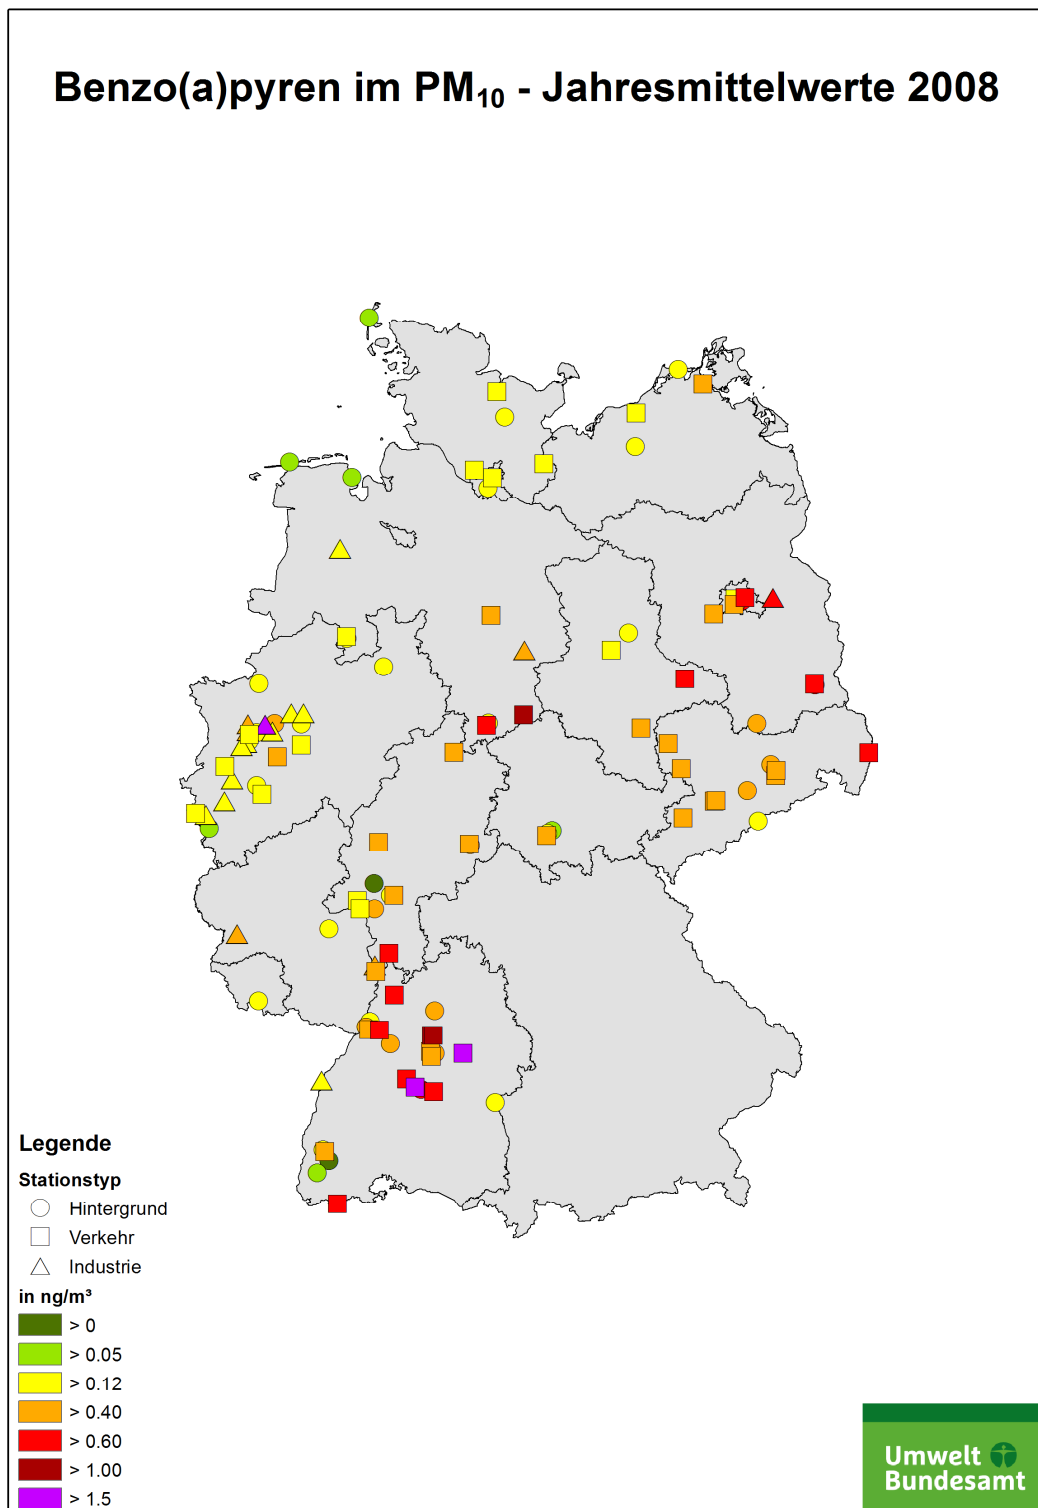 Benzo(a)pyren im PM₁₀ - Jahresmittelwerte 2008
Legende
Stationstyp
Hintergrund
Verkehr
Industrie
in ng/m³
> 0
> 0.05
> 0.12
> 0.40
> 0.60
> 1.00
> 1.5
Umwelt
Bundesamt